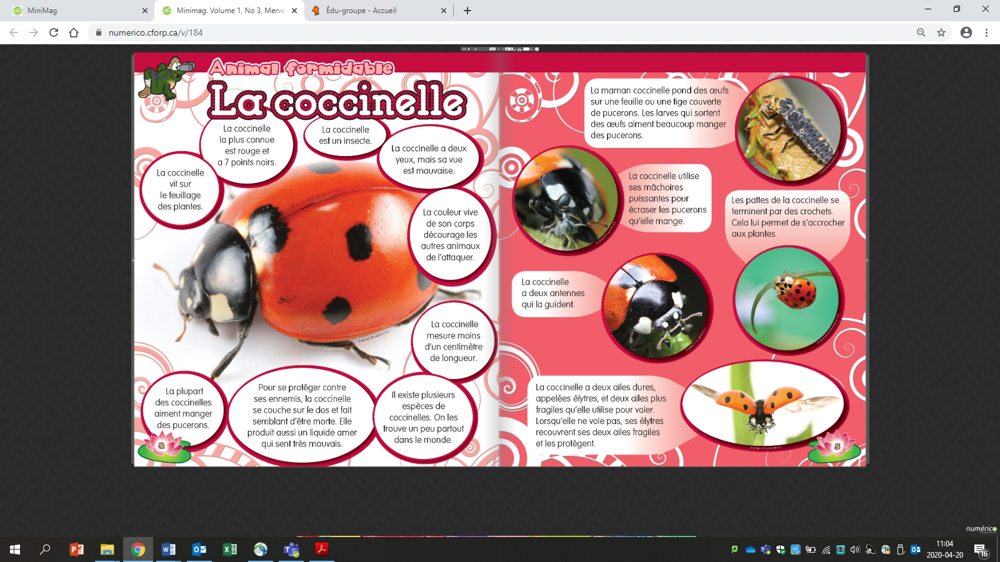 MiniMag
Minimag. Volume 1, No 3, Merve
Édu-groupe - Accueil
numerico.cforp.ca/v/184
Animal formidable
La coccinelle
La coccinelle
vit sur
le feuillage
des plantes.
La coccinelle
la plus connue
est rouge et
a 7 points noirs.
La coccinelle
est un insecte.
La coccinelle a deux
yeux, mais sa vue
est mauvaise.
La couleur vive
de son corps
décourage les
autres animaux
de l'attaquer.
La coccinelle
mesure moins
d'un centimètre
de longueur.
La plupart
des coccinelles
aiment manger
des pucerons.
Pour se protéger contre
ses ennemis, la coccinelle
se couche sur le dos et fait
semblant d'être morte. Elle
produit aussi un liquide amer
qui sent très mauvais.
Il existe plusieurs
espèces de
coccinelles. On les
trouve un peu partout
dans le monde.
4
La maman coccinelle pond des œufs
sur une feuille ou une tige couverte
de pucerons. Les larves qui sortent
des œufs aiment beaucoup manger
des pucerons.
La coccinelle utilise
ses mâchoires
puissantes pour
écraser les pucerons
qu'elle mange.
Les pattes de la coccinelle se
terminent par des crochets.
Cela lui permet de s'accrocher
aux plantes.
La coccinelle
a deux antennes
qui la guident.
La coccinelle a deux ailes dures,
appelées élytres, et deux ailes plus
fragiles qu'elle utilise pour voler.
Lorsqu'elle ne vole pas, ses élytres
recouvrent ses deux ailes fragiles
et les protègent.
5
numérico
11:04
2020-04-20
16